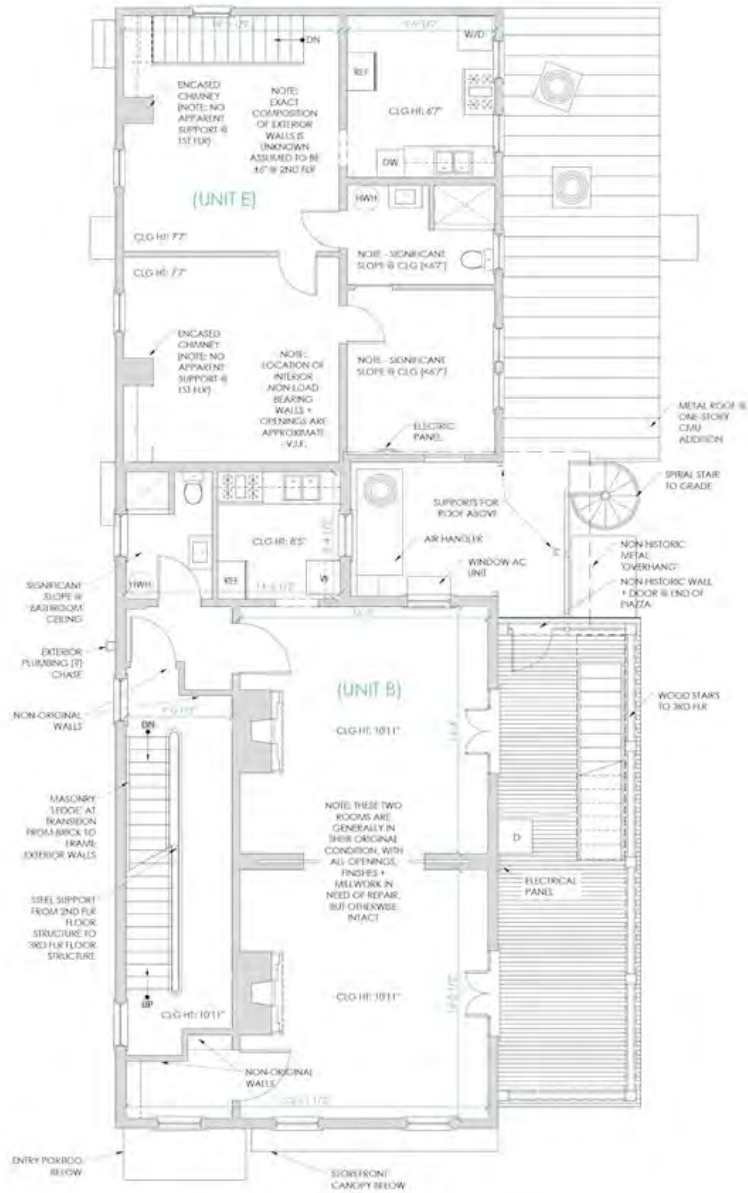 DN
W/D
REF
ENCASED
CHIMNEY
(NOTE: NO
APPARENT
SUPPORT @
1ST FLR)
NOTE:
EXACT
COMPOSITION
OF EXTERIOR
WALLS IS
UNKNOWN
ASSUMED TO BE
±6" @ 2ND FLR
CLG HT: 6'7"
DW
(UNIT E)
HWH
CLG HT: 7'7"
NOTE - SIGNIFICANT
SLOPE @ CLG (<6'7")
CLG HT: 7'7"
ENCASED
CHIMNEY
(NOTE: NO
APPARENT
SUPPORT @
1ST FLR)
NOTE:
LOCATION OF
INTERIOR
NON-LOAD
BEARING
WALLS +
OPENINGS ARE
APPROXIMATE
- V.I.F.
NOTE - SIGNIFICANT
SLOPE @ CLG (<6'7")
ELECTRIC
PANEL
METAL ROOF @
ONE-STORY
CMU
ADDITION
SPIRAL STAIR
TO GRADE
SUPPORTS FOR
ROOF ABOVE
AIR HANDLER
WINDOW AC
UNIT
NON-HISTORIC
METAL
'OVERHANG'
NON-HISTORIC WALL
+ DOOR @ END OF
PIAZZA
CLG HT: 8'5"
REF
W
HWH
SIGNIFICANT
SLOPE @
BATHROOM
CEILING
EXTERIOR
PLUMBING (?)
CHASE
NON-ORIGINAL
WALLS
DN
(UNIT B)
CLG HT: 10'11"
WOOD STAIRS
TO 3RD FLR
MASONRY
'LEDGE' AT
TRANSITION
FROM BRICK TO
FRAME
EXTERIOR WALLS
NOTE: THESE TWO
ROOMS ARE
GENERALLY IN
THEIR ORIGINAL
CONDITION, WITH
ALL OPENINGS,
FINISHES +
MILLWORK IN
NEED OF REPAIR,
BUT OTHERWISE
INTACT
D
ELECTRICAL
PANEL
STEEL SUPPORT
FROM 2ND FLR
FLOOR
STRUCTURE TO
3RD FLR FLOOR
STRUCTURE
UP
CLG HT: 10'11"
CLG HT: 10'11"
NON-ORIGINAL
WALLS
ENTRY PORTICO
BELOW
STOREFRONT
CANOPY BELOW